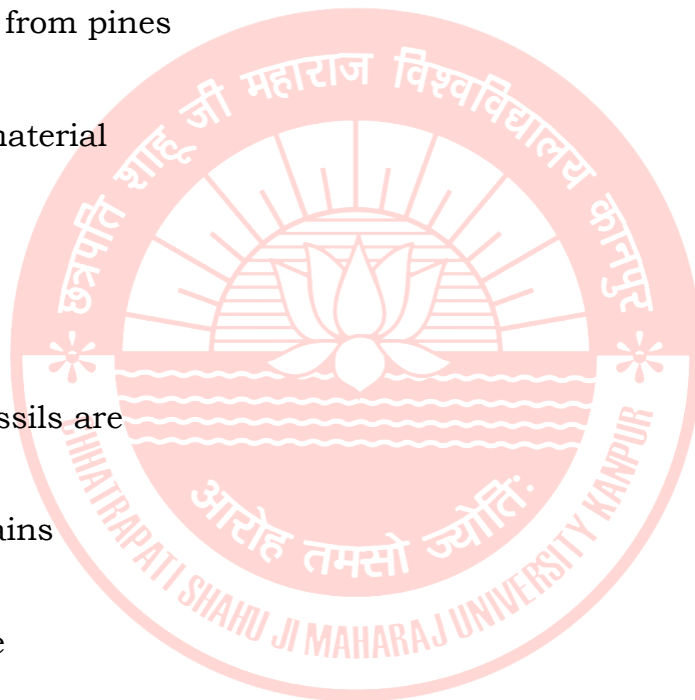 from pines
छत्रपति शाहू जी महाराज विश्वविद्यालय कानपुर
material
ssils are
ains
आरोह तमसो ज्योतिः
CHHATRAPATI SHAHU JI MAHARAJ UNIVERSITY KANPUR